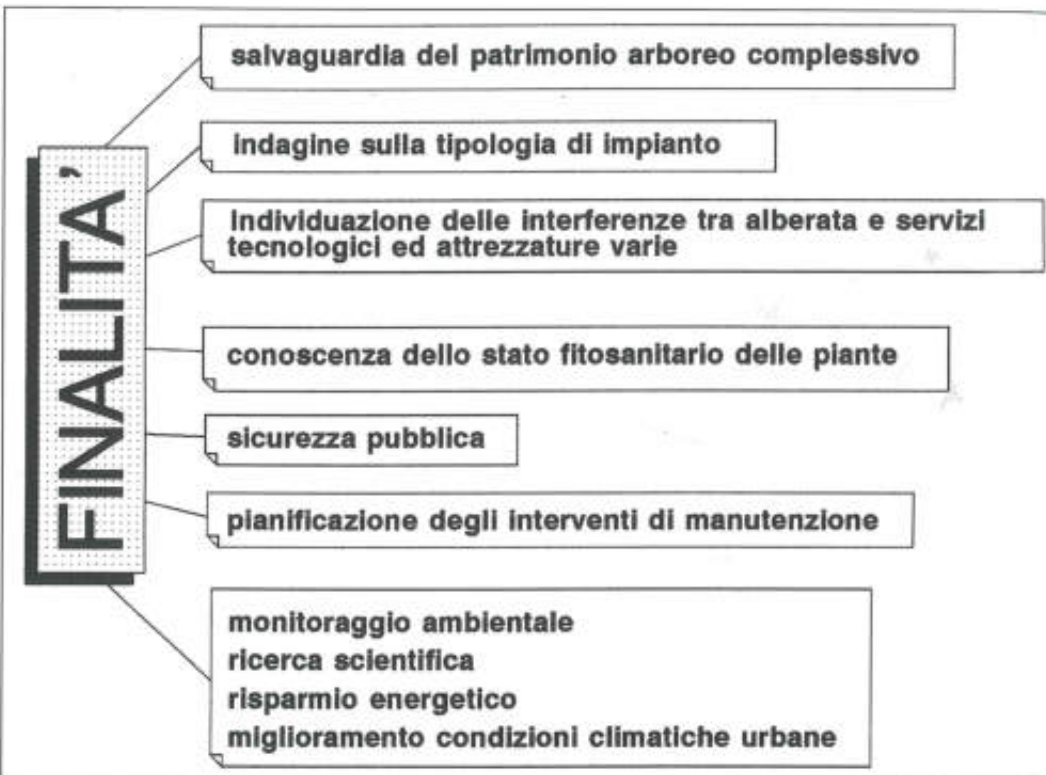 FINALITA'
salvaguardia del patrimonio arboreo complessivo
indagine sulla tipologia di impianto
individuazione delle interferenze tra alberata e servizi
tecnologici ed attrezzature varie
conoscenza dello stato fitosanitario delle piante
sicurezza pubblica
pianificazione degli interventi di manutenzione
monitoraggio ambientale
ricerca scientifica
risparmio energetico
miglioramento condizioni climatiche urbane